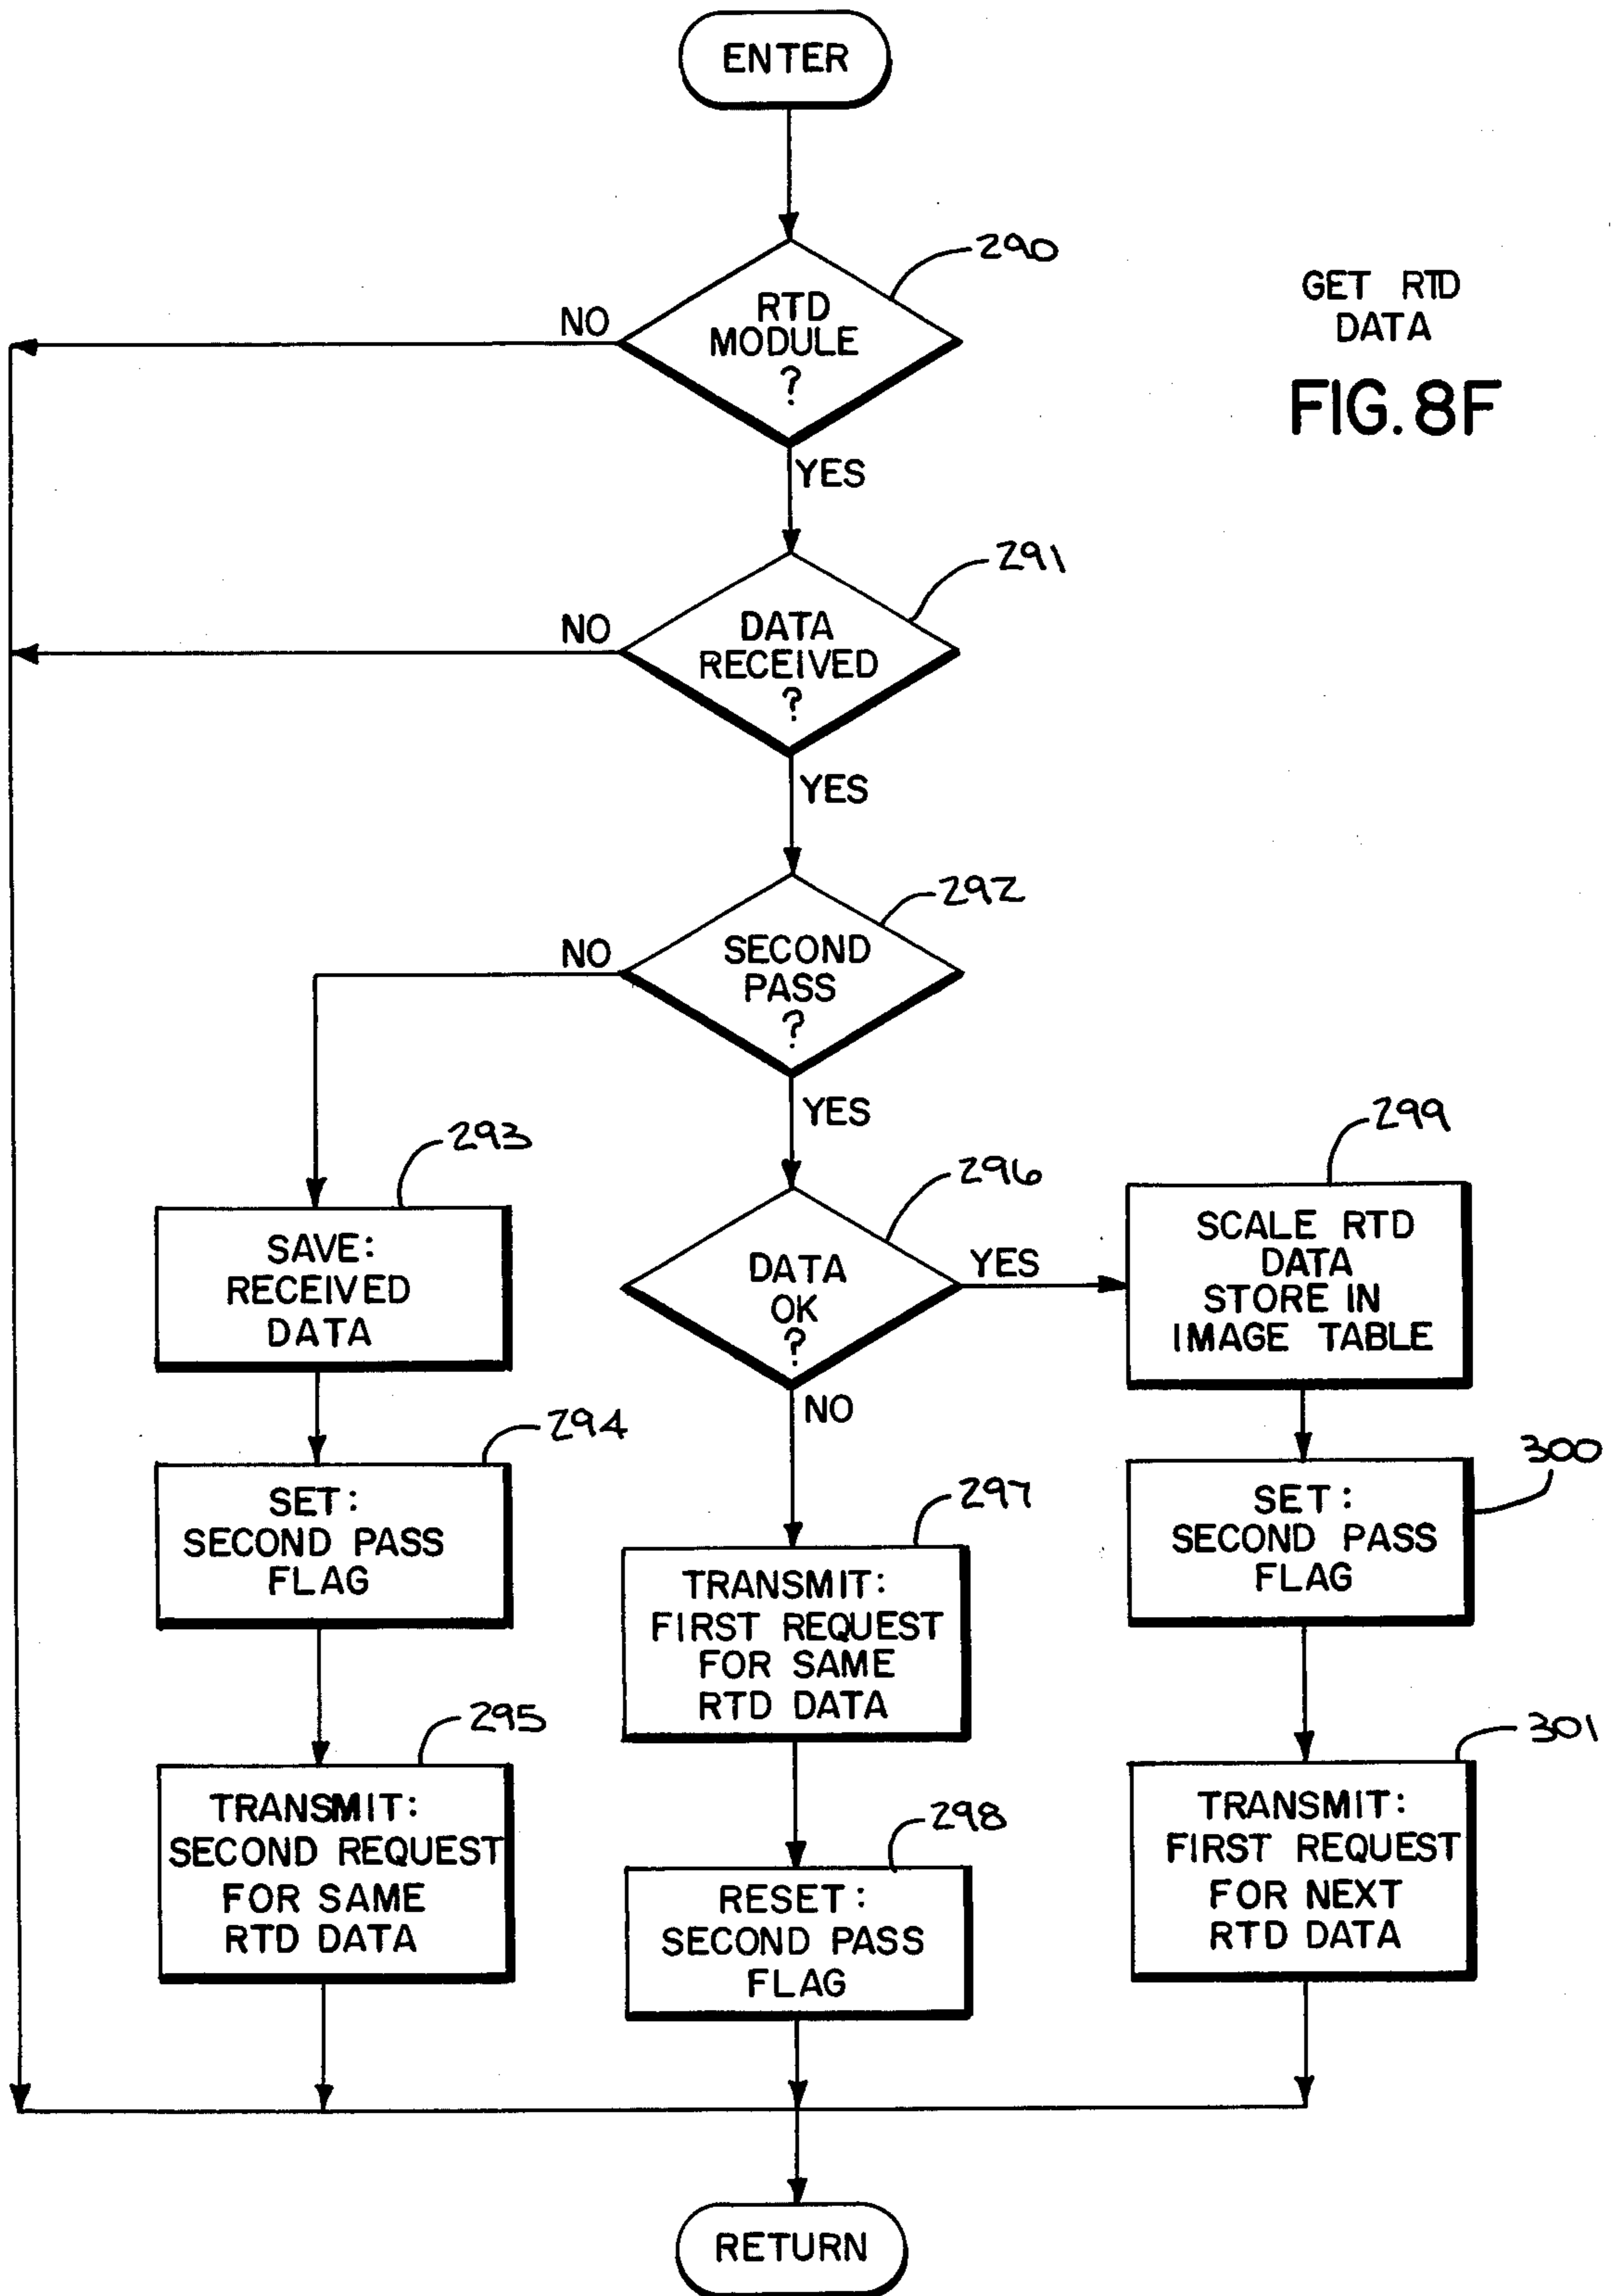 ENTER
290
GET RTD
DATA
FIG. 8F
RTD
MODULE
?
NO
YES
291
DATA
RECEIVED
?
NO
YES
292
SECOND
PASS
?
NO
YES
293
SAVE:
RECEIVED
DATA
296
DATA
OK
?
YES
NO
299
SCALE RTD
DATA
STORE IN
IMAGE TABLE
294
SET:
SECOND PASS
FLAG
297
TRANSMIT:
FIRST REQUEST
FOR SAME
RTD DATA
300
SET:
SECOND PASS
FLAG
295
TRANSMIT:
SECOND REQUEST
FOR SAME
RTD DATA
298
RESET:
SECOND PASS
FLAG
301
TRANSMIT:
FIRST REQUEST
FOR NEXT
RTD DATA
RETURN